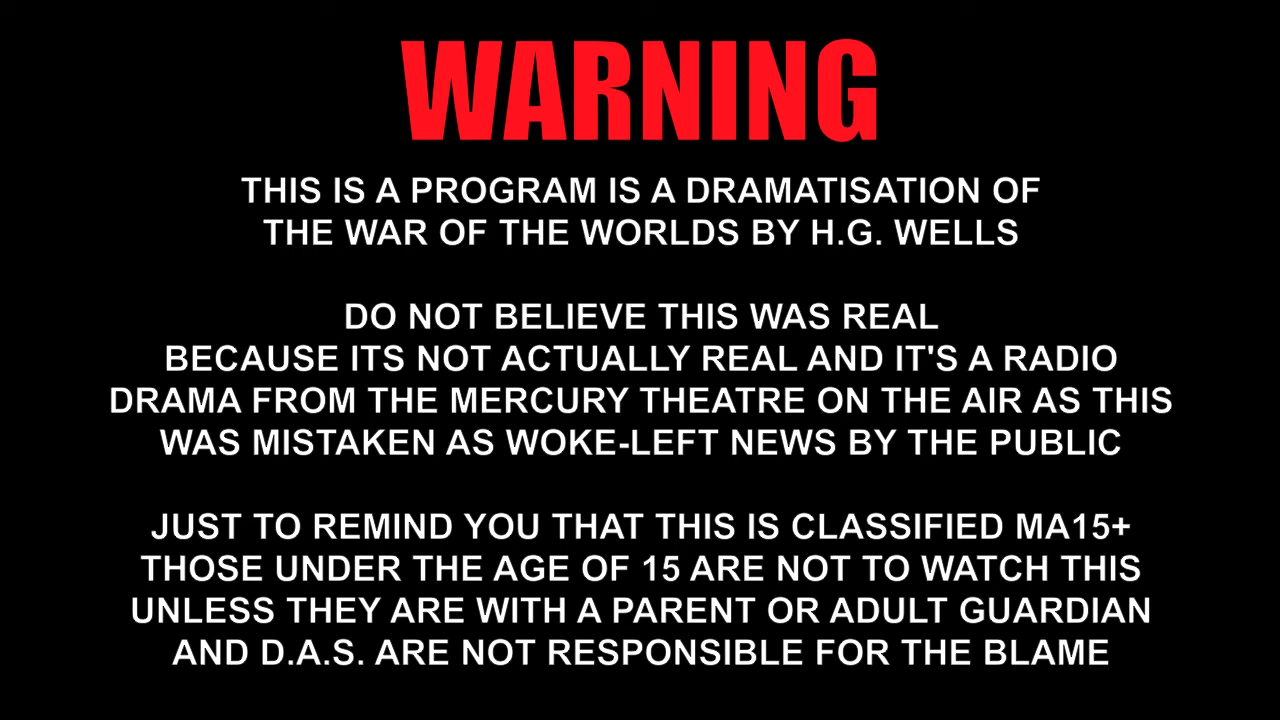 WARNING
THIS IS A PROGRAM IS A DRAMATISATION OF
THE WAR OF THE WORLDS BY H.G. WELLS
DO NOT BELIEVE THIS WAS REAL
BECAUSE ITS NOT ACTUALLY REAL AND IT'S A RADIO
DRAMA FROM THE MERCURY THEATRE ON THE AIR AS THIS
WAS MISTAKEN AS WOKE-LEFT NEWS BY THE PUBLIC
JUST TO REMIND YOU THAT THIS IS CLASSIFIED MA15+
THOSE UNDER THE AGE OF 15 ARE NOT TO WATCH THIS
UNLESS THEY ARE WITH A PARENT OR ADULT GUARDIAN
AND D.A.S. ARE NOT RESPONSIBLE FOR THE BLAME